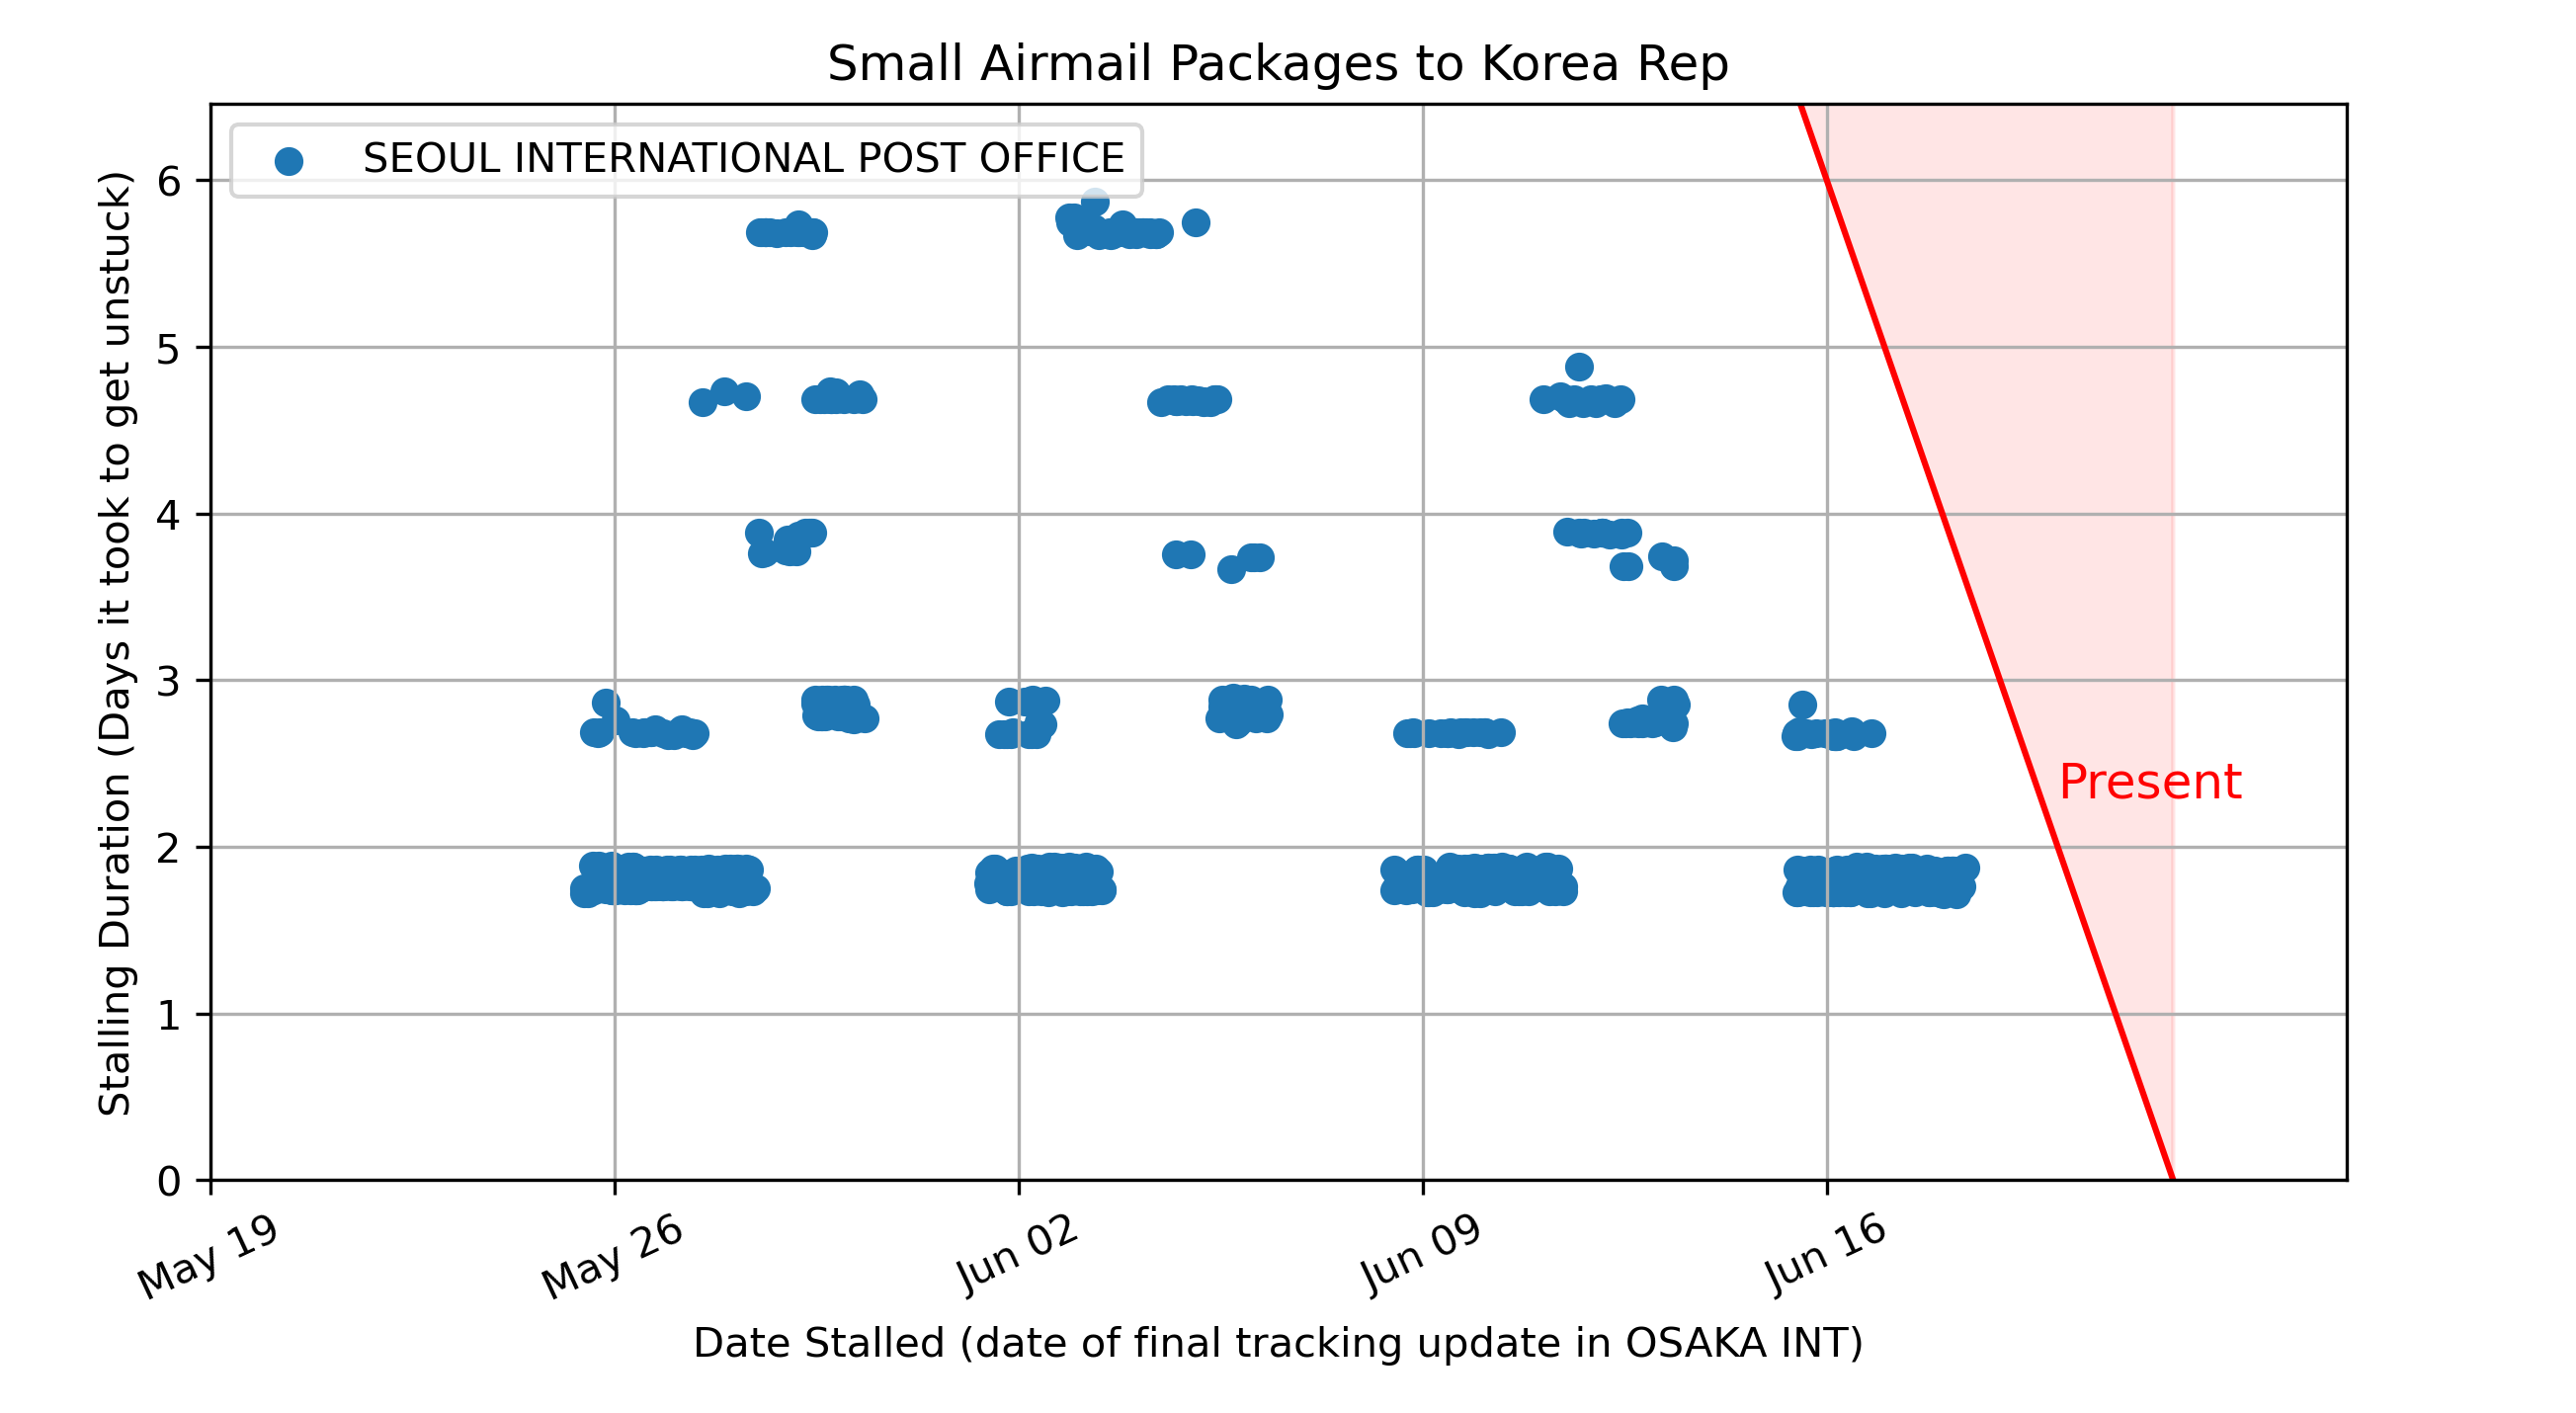 Small Airmail Packages to Korea Rep
SEOUL INTERNATIONAL POST OFFICE
Stalling Duration (Days it took to get unstuck)
6
5
4
3
2
1
0
Present
May 19
May 26
Jun 02
Jun 09
Jun 16
Date Stalled (date of final tracking update in OSAKA INT)